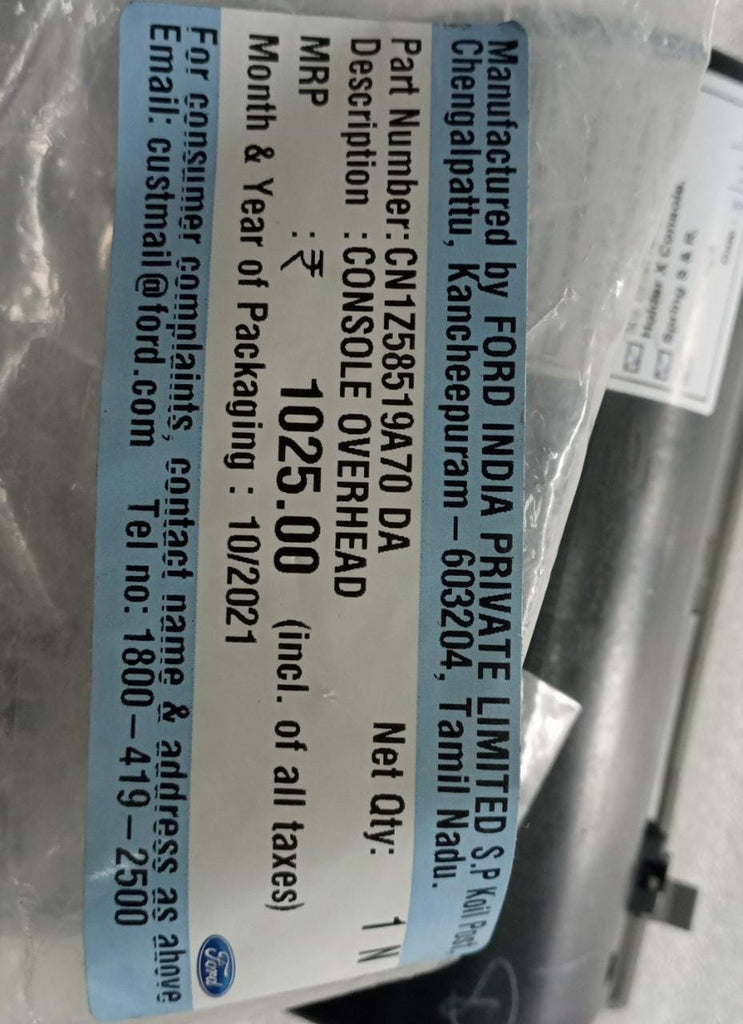 Manufactured by FORD INDIA PRIVATE LIMITED S.P Koil Post,
Chengalpattu, Kancheepuram – 603204, Tamil Nadu.
Part Number: CN1Z58519A70 DA Net Qty: 1 N
Description : CONSOLE OVERHEAD
MRP : ₹ 1025.00 (incl. of all taxes)
Month & Year of Packaging : 10/2021
For consumer complaints, contact name & address as above
Email: custmail@ford.com Tel no: 1800–419–2500
Ford